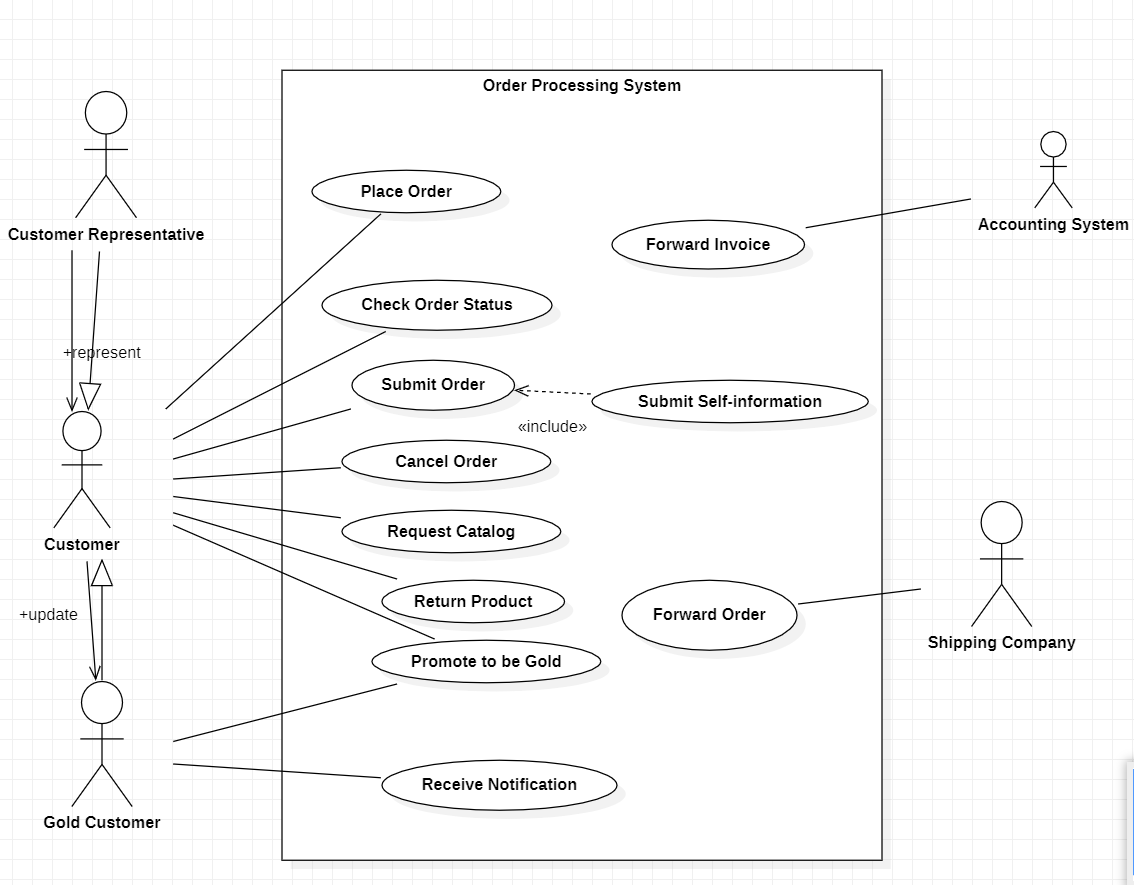 Order Processing System
Place Order
Customer Representative
Accounting System
Forward Invoice
Check Order Status
+represent
Submit Order
Submit Self-information
«include»
Cancel Order
Request Catalog
Customer
Return Product
+update
Forward Order
Shipping Company
Promote to be Gold
Receive Notification
Gold Customer